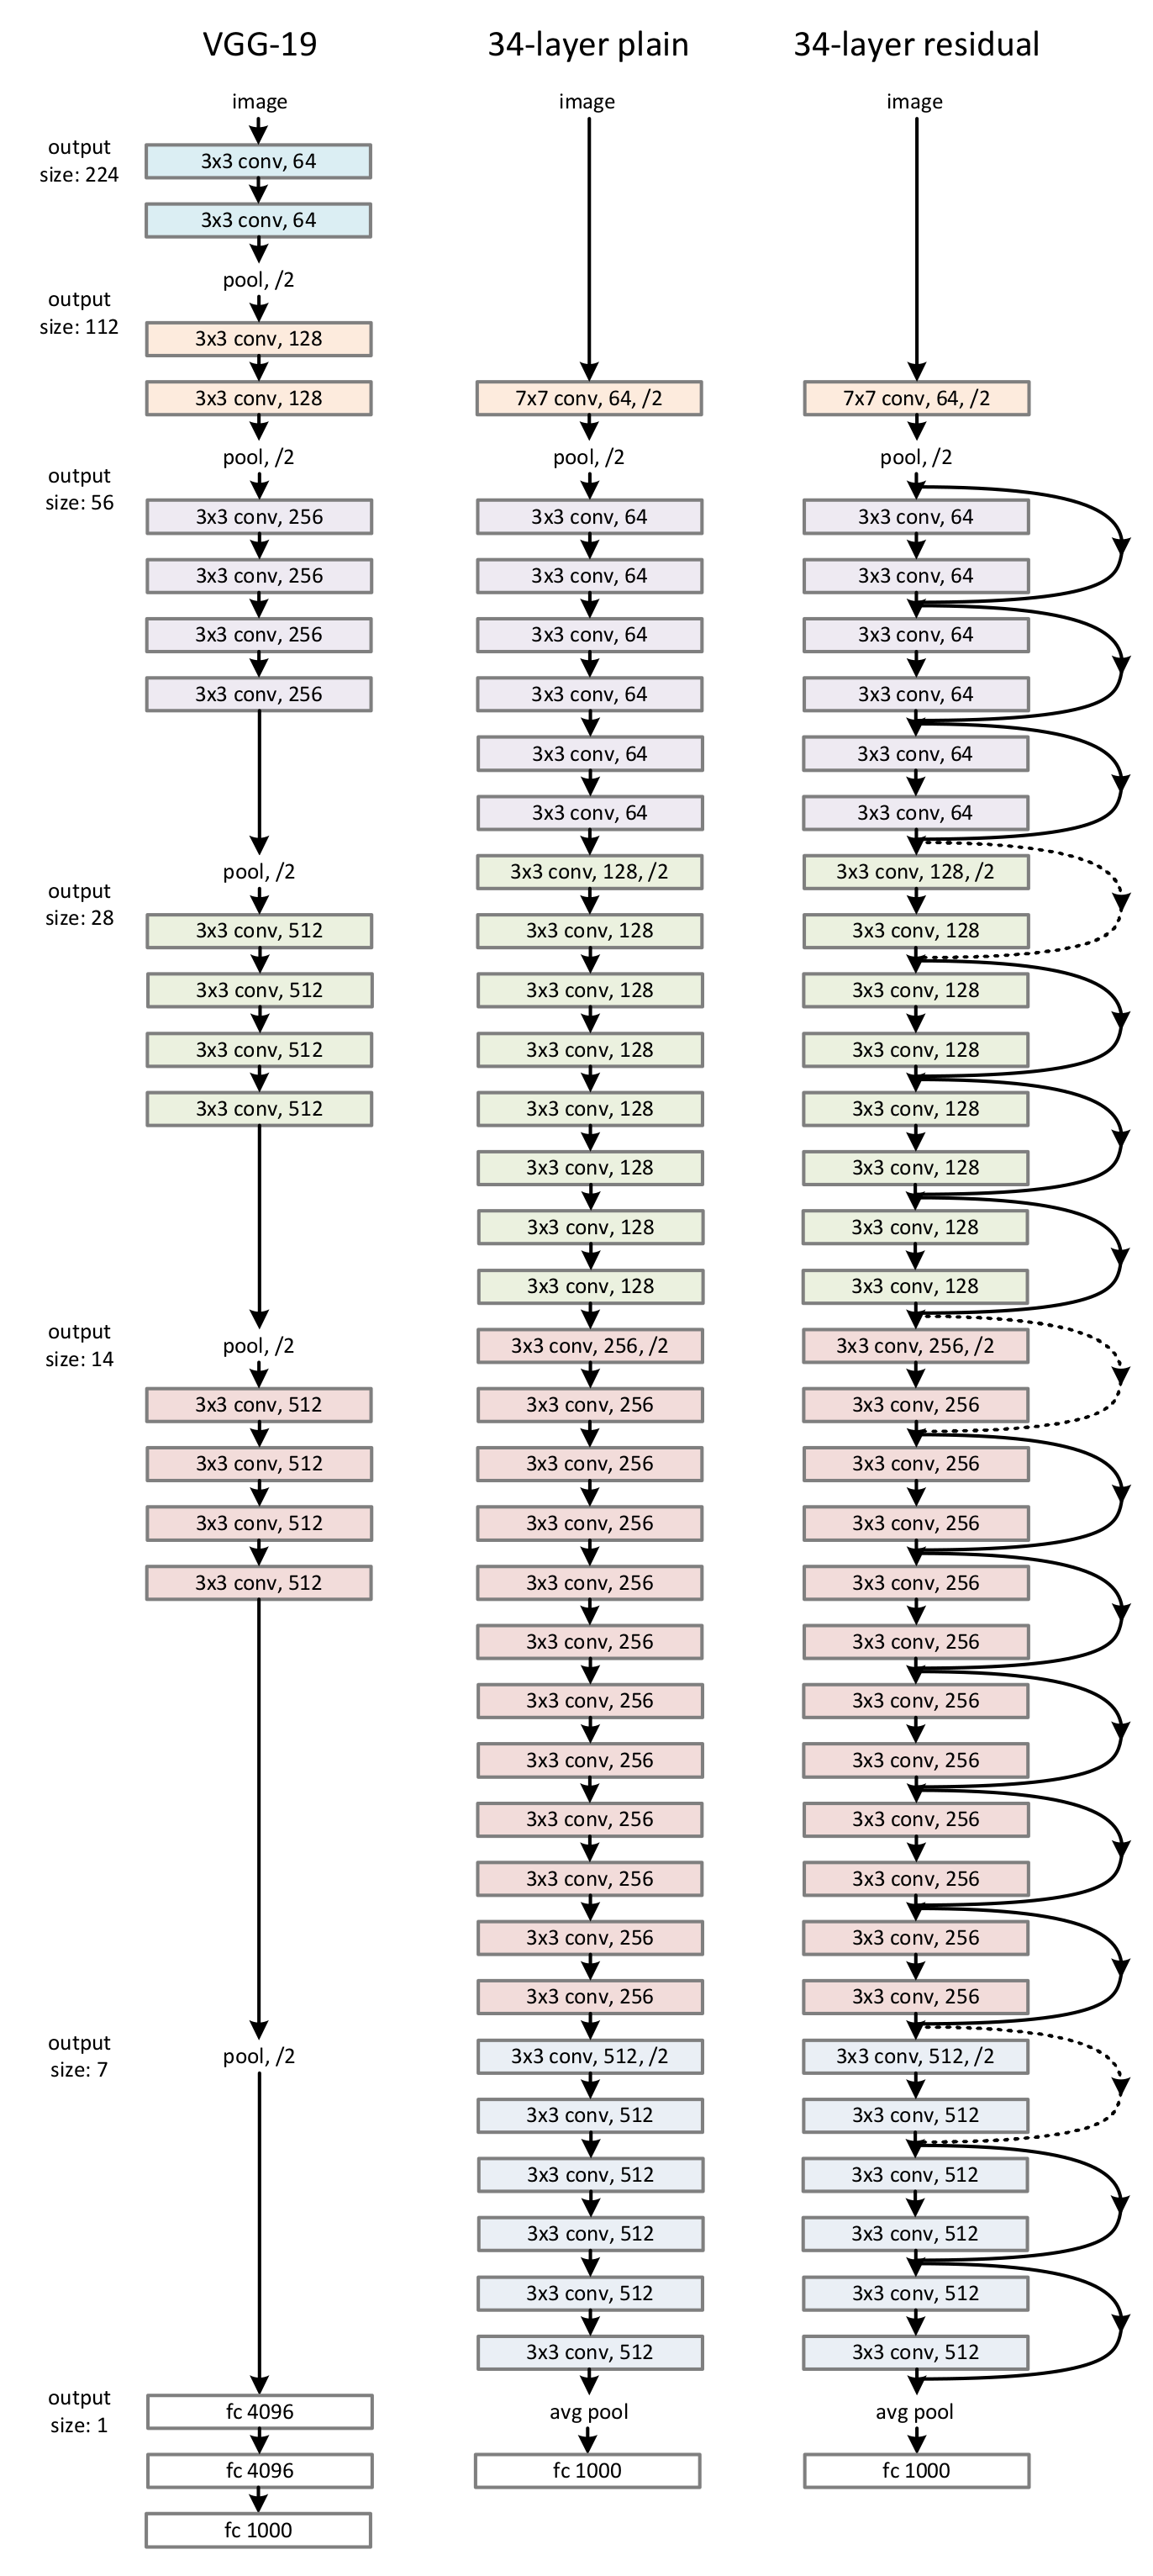 VGG-19
image
output
size: 224
3x3 conv, 64
3x3 conv, 64
pool, /2
output
size: 112
3x3 conv, 128
3x3 conv, 128
pool, /2
output
size: 56
3x3 conv, 256
3x3 conv, 256
3x3 conv, 256
3x3 conv, 256
pool, /2
output
size: 28
3x3 conv, 512
3x3 conv, 512
3x3 conv, 512
3x3 conv, 512
output
size: 14
pool, /2
3x3 conv, 512
3x3 conv, 512
3x3 conv, 512
3x3 conv, 512
output
size: 7
pool, /2
output
size: 1
fc 4096
fc 4096
fc 1000
34-layer plain
image
7x7 conv, 64, /2
pool, /2
3x3 conv, 64
3x3 conv, 64
3x3 conv, 64
3x3 conv, 64
3x3 conv, 64
3x3 conv, 64
3x3 conv, 128, /2
3x3 conv, 128
3x3 conv, 128
3x3 conv, 128
3x3 conv, 128
3x3 conv, 128
3x3 conv, 128
3x3 conv, 128
3x3 conv, 256, /2
3x3 conv, 256
3x3 conv, 256
3x3 conv, 256
3x3 conv, 256
3x3 conv, 256
3x3 conv, 256
3x3 conv, 256
3x3 conv, 256
3x3 conv, 256
3x3 conv, 256
3x3 conv, 256
3x3 conv, 512, /2
3x3 conv, 512
3x3 conv, 512
3x3 conv, 512
3x3 conv, 512
3x3 conv, 512
avg pool
fc 1000
34-layer residual
image
7x7 conv, 64, /2
pool, /2
3x3 conv, 64
3x3 conv, 64
3x3 conv, 64
3x3 conv, 64
3x3 conv, 64
3x3 conv, 64
3x3 conv, 128, /2
3x3 conv, 128
3x3 conv, 128
3x3 conv, 128
3x3 conv, 128
3x3 conv, 128
3x3 conv, 128
3x3 conv, 128
3x3 conv, 256, /2
3x3 conv, 256
3x3 conv, 256
3x3 conv, 256
3x3 conv, 256
3x3 conv, 256
3x3 conv, 256
3x3 conv, 256
3x3 conv, 256
3x3 conv, 256
3x3 conv, 256
3x3 conv, 256
3x3 conv, 512, /2
3x3 conv, 512
3x3 conv, 512
3x3 conv, 512
3x3 conv, 512
3x3 conv, 512
avg pool
fc 1000